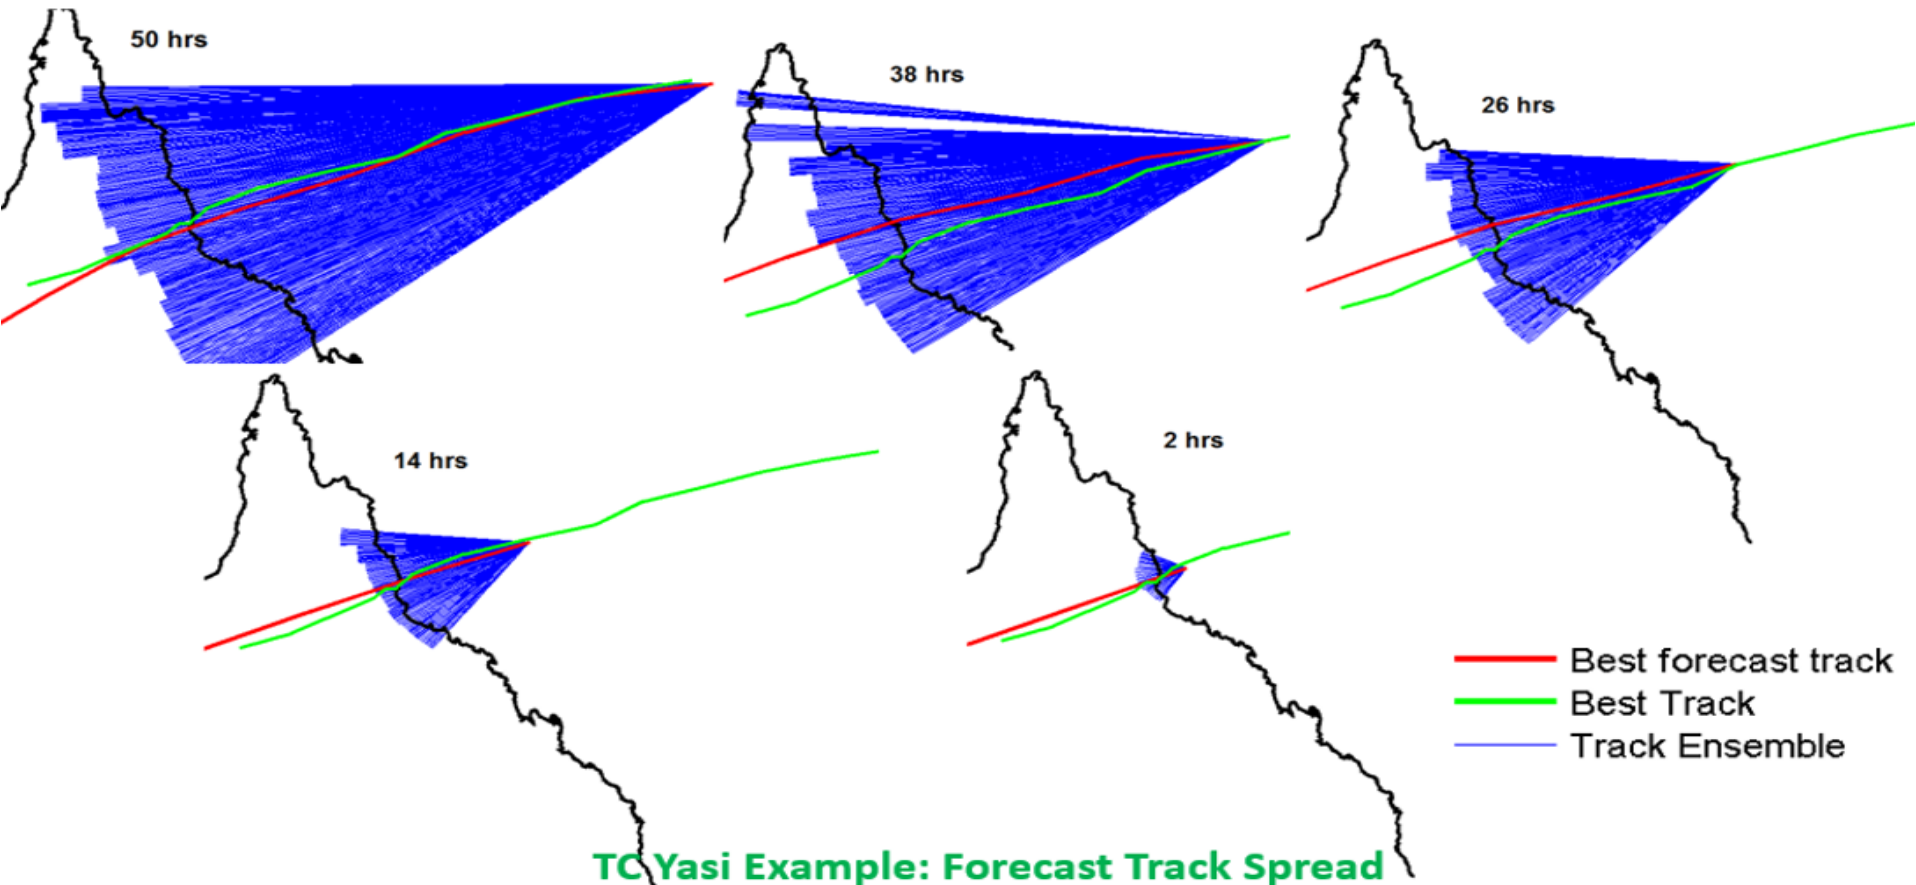 50 hrs
38 hrs
26 hrs
14 hrs
2 hrs
Best forecast track
Best Track
Track Ensemble
TC Yasi Example: Forecast Track Spread